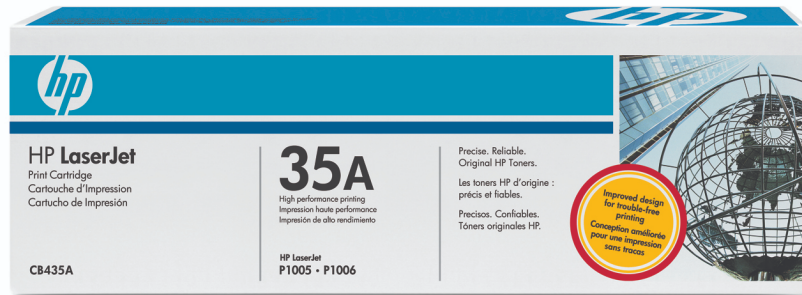 hp
HP LaserJet
Print Cartridge
Cartouche d'Impression
Cartucho de Impresión
CB435A
35A
High performance printing
Impression haute performance
Impresión de alto rendimiento
HP LaserJet
P1005 • P1006
Precise. Reliable.
Original HP Toners.
Les toners HP d'origine :
précis et fiables.
Precisos. Confiables.
Tóners originales HP.
Improved design
for trouble-free
printing
Conception améliorée
pour une impression
sans tracas